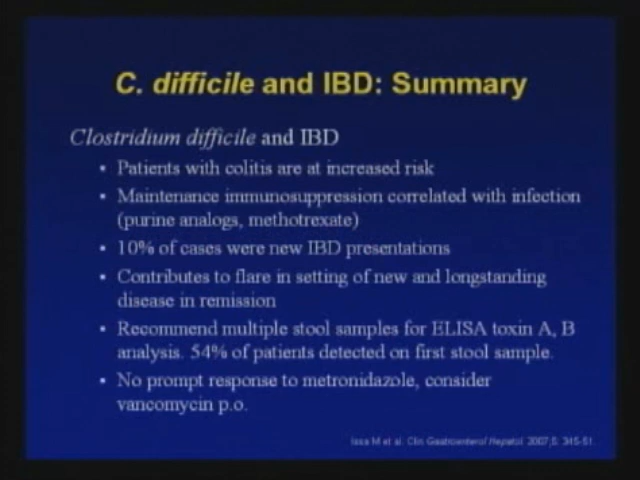 C. difficile and IBD: Summary
Clostridium difficile and IBD
• Patients with colitis are at increased risk
• Maintenance immunosuppression correlated with infection
(purine analogs, methotrexate)
• 10% of cases were new IBD presentations
• Contributes to flare in setting of new and longstanding
disease in remission
• Recommend multiple stool samples for ELISA toxin A, B
analysis. 54% of patients detected on first stool sample.
• No prompt response to metronidazole, consider
vancomycin p.o.
Issa M et al. Clin Gastroenterol Hepatol. 2007;5: 345-51.